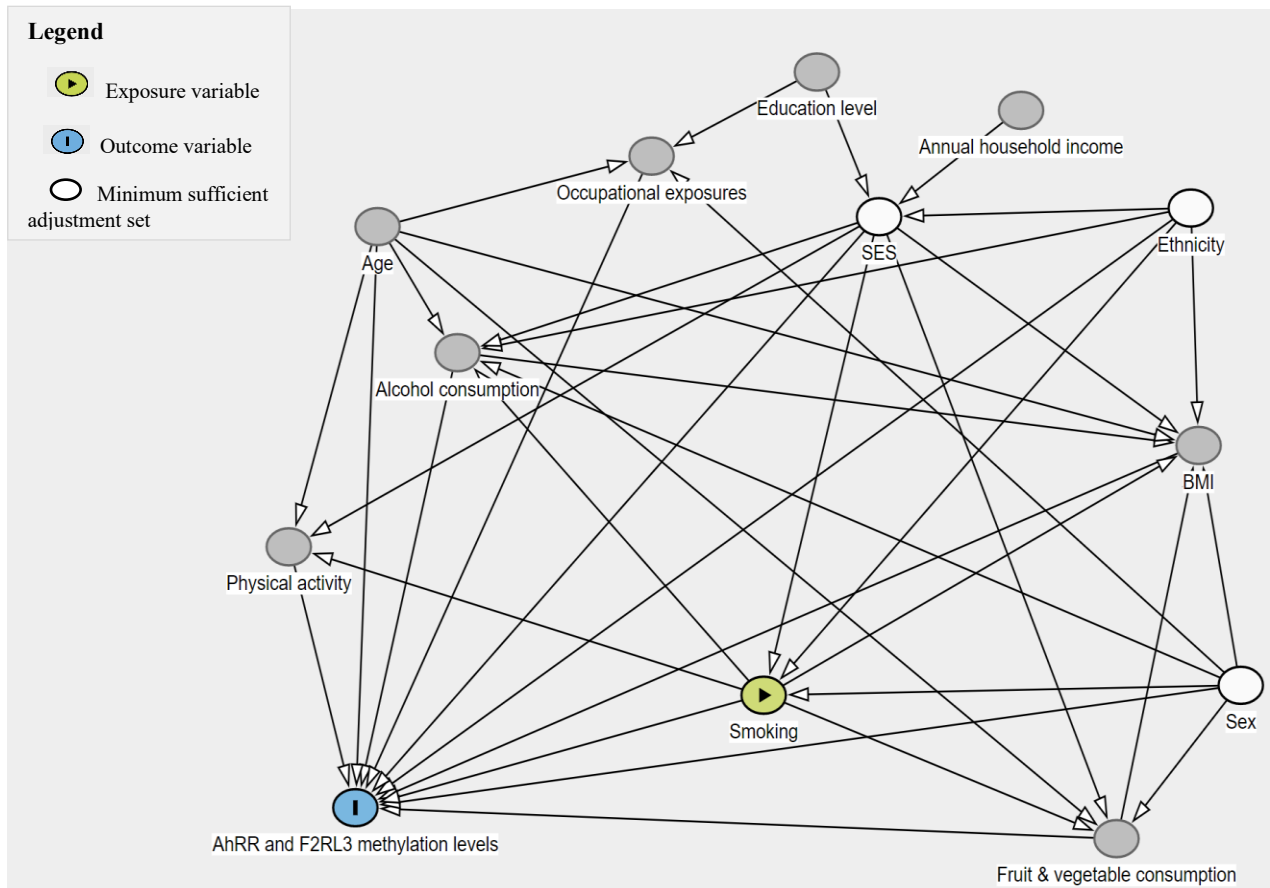 Legend
Exposure variable
Outcome variable
Minimum sufficient
adjustment set
Education level
Annual household income
Occupational exposures
Ethnicity
SES
Age
Alcohol consumption
BMI
Physical activity
Smoking
Sex
AhRR and F2RL3 methylation levels
Fruit & vegetable consumption